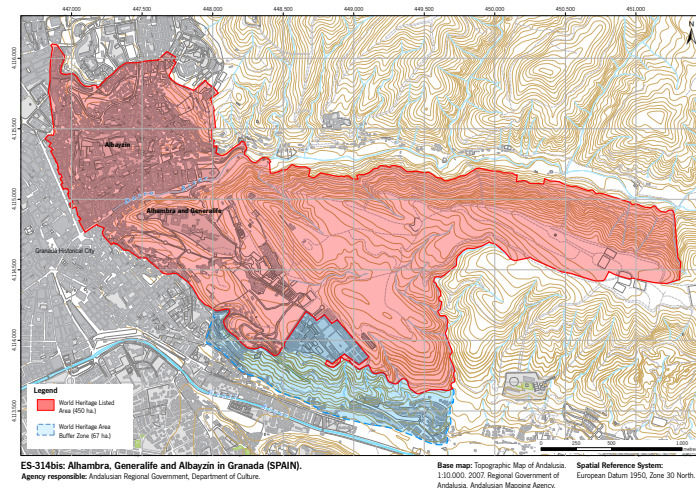 447.000 447.500 448.000 448.500 449.000 449.500 450.000 450.500 451.000
N
4.116.000
4.115.500
4.115.000
4.114.500
4.114.000
4.113.500
Albayzín
Alhambra and Generalife
Granada Historical City
Legend
World Heritage Listed
Area (450 ha.)
World Heritage Area
Buffer Zone (67 ha.)
0 250 500 1.000
metres
ES-314bis: Alhambra, Generalife and Albayzín in Granada (SPAIN).
Agency responsible: Andalusian Regional Government, Department of Culture.
Base map: Topographic Map of Andalusia.
1:10.000. 2007. Regional Government of
Andalusia. Andalusian Mapping Agency.
Spatial Reference System:
European Datum 1950, Zone 30 North.